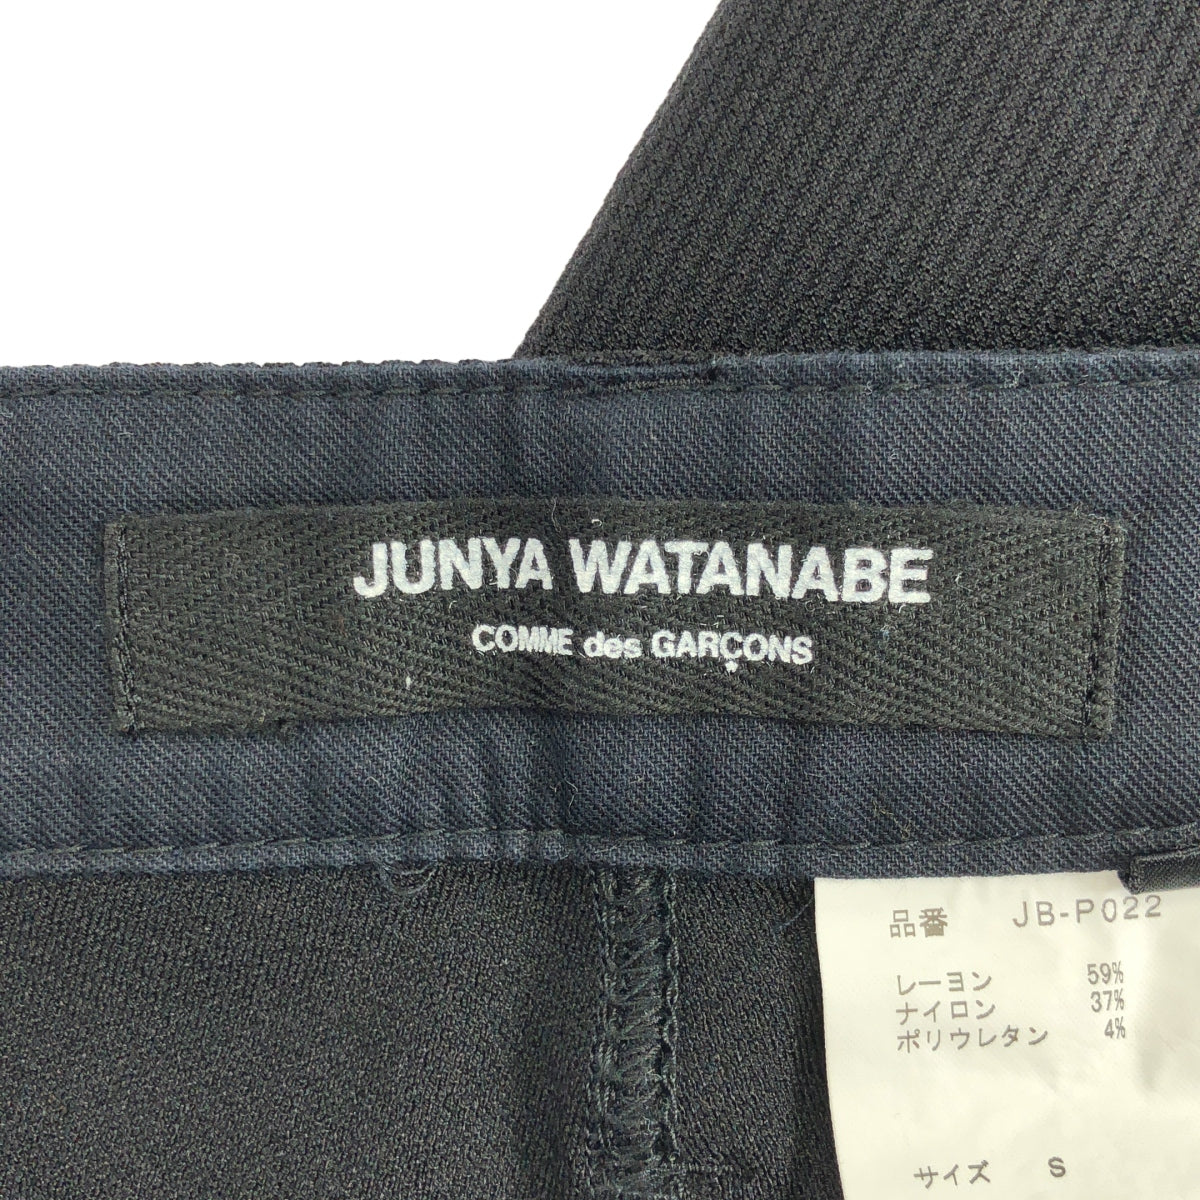 JUNYA WATANABE
COMME des GARÇONS
品番 JB-P022
レーヨン 59%
ナイロン 37%
ポリウレタン 4%
サイズ S